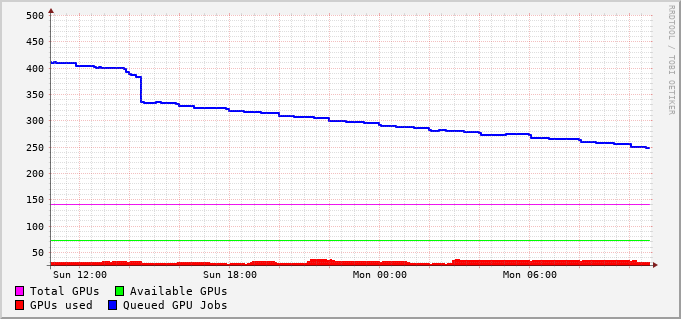 500
450
400
350
300
250
200
150
100
50
Sun 12:00 Sun 18:00 Mon 00:00 Mon 06:00
Total GPUs Available GPUs
GPUs used Queued GPU Jobs
RRDTOOL / TOBI OETIKER